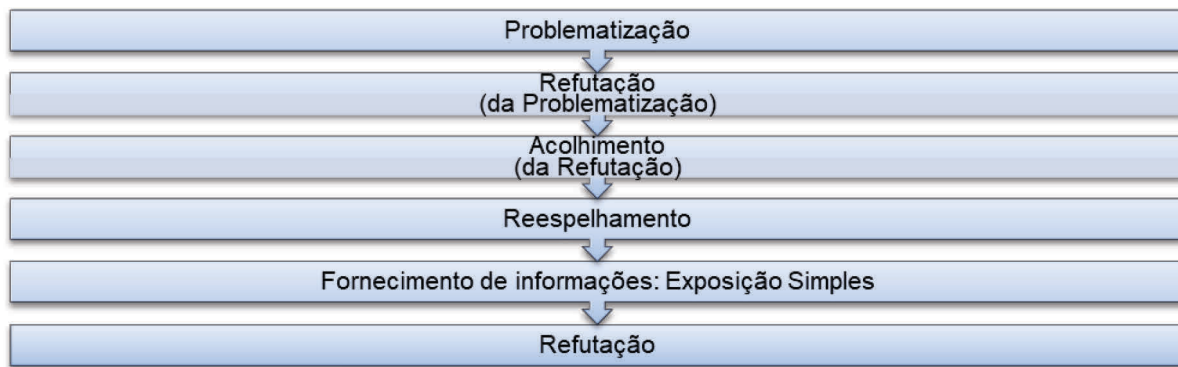 Problematização
Refutação
(da Problematização)
Acolhimento
(da Refutação)
Reespelhamento
Fornecimento de informações: Exposição Simples
Refutação